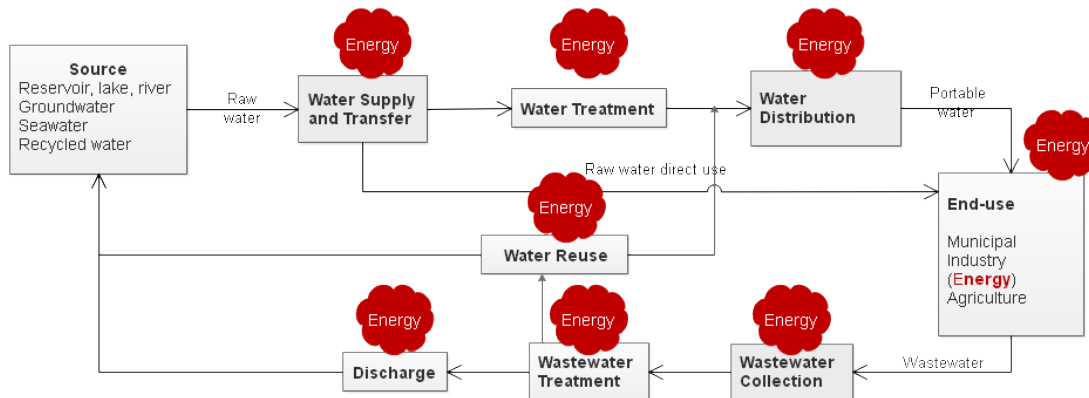 Energy
Energy
Energy
Source
Reservoir, lake, river
Groundwater
Seawater
Recycled water
Raw
water
Water Supply
and Transfer
Water Treatment
Water
Distribution
Portable
water
Energy
Raw water direct use
Energy
Water Reuse
End-use
Municipal
Industry
(Energy)
Agriculture
Energy
Energy
Energy
Discharge
Wastewater
Treatment
Wastewater
Collection
Wastewater